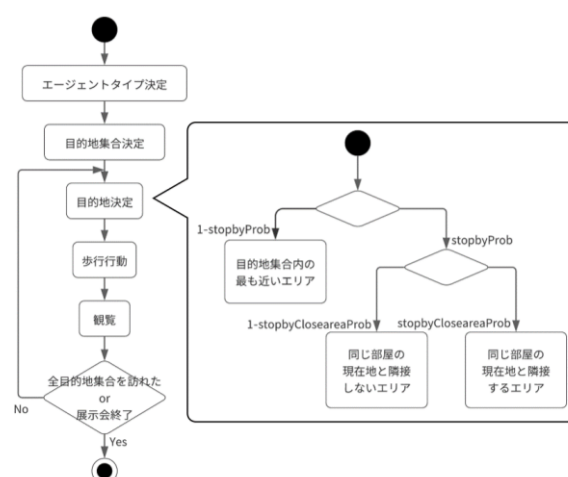 エージェントタイプ決定
目的地集合決定
目的地決定
歩行行動
観覧
全目的地集合を訪れた
or
展示会終了
No
Yes
1-stopbyProb
stopbyProb
目的地集合内の
最も近いエリア
1-stopbyCloseareaProb
stopbyCloseareaProb
同じ部屋の
現在地と隣接
しないエリア
同じ部屋の
現在地と隣接
するエリア